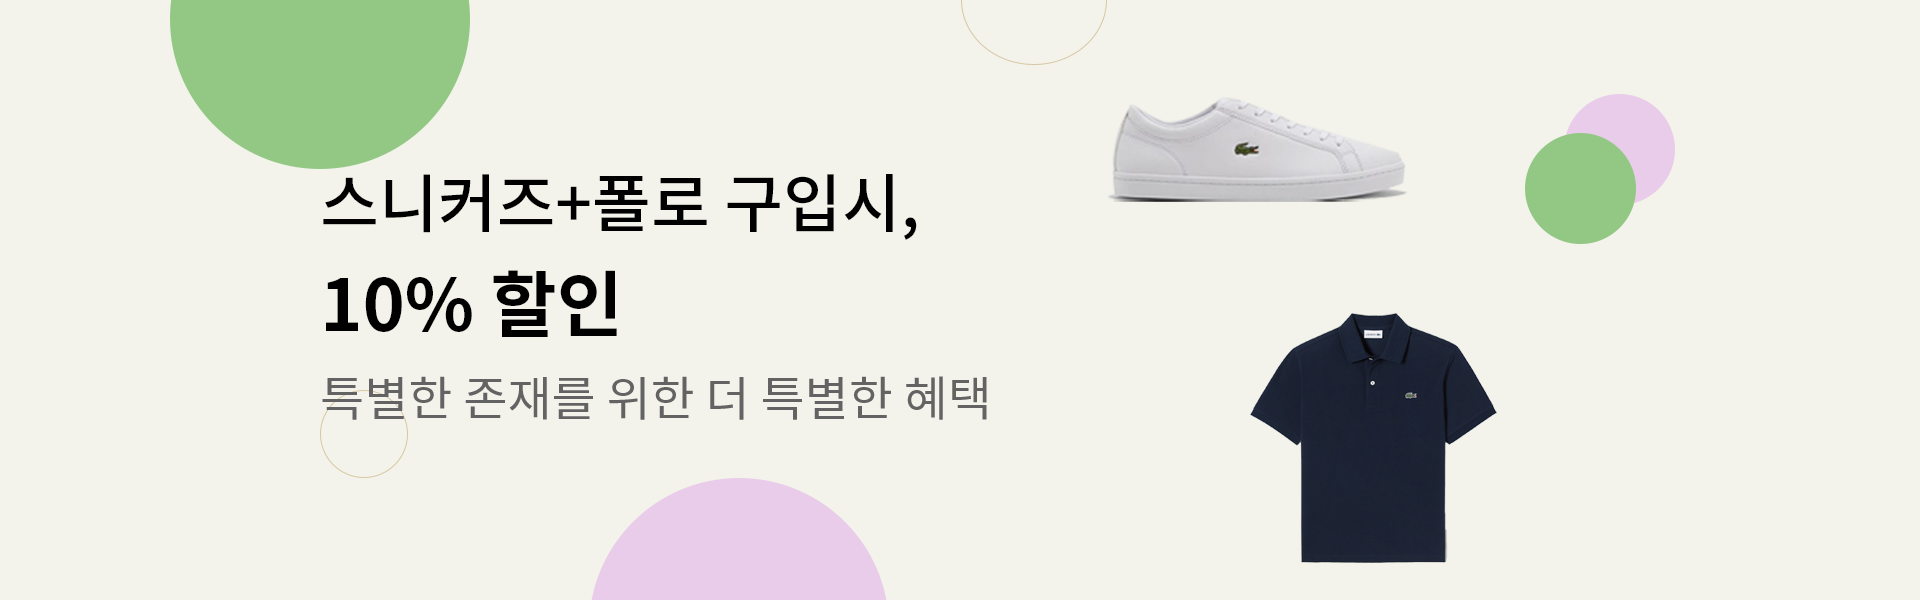 스니커즈+폴로 구입시,
10% 할인
특별한 존재를 위한 더 특별한 혜택